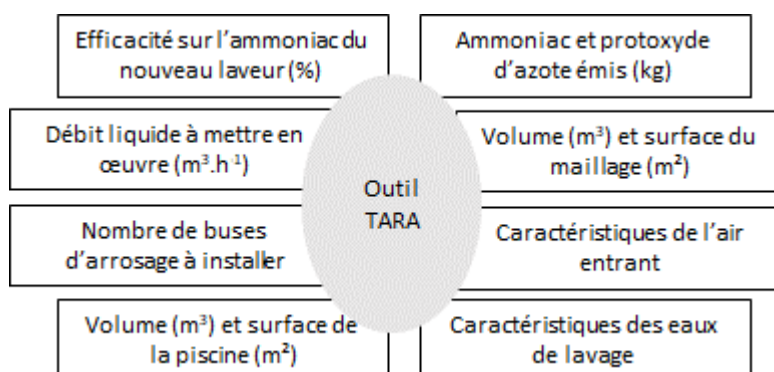 Efficacité sur l'ammoniac du
nouveau laveur (%)
Ammoniac et protoxyde
d'azote émis (kg)
Débit liquide à mettre en
œuvre (m³.h⁻¹)
Volume (m³) et surface du
maillage (m²)
Outil
TARA
Nombre de buses
d'arrosage à installer
Caractéristiques de l'air
entrant
Volume (m³) et surface de
la piscine (m²)
Caractéristiques des eaux
de lavage